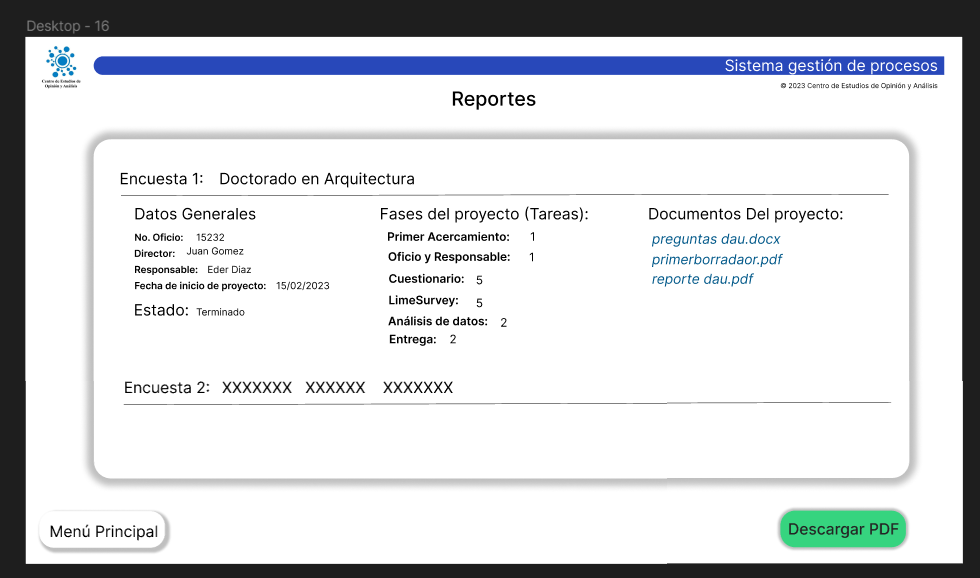 Desktop - 16
Centro de Estudios de
Opinión y Análisis
Sistema gestión de procesos
© 2023 Centro de Estudios de Opinión y Análisis
Reportes
Encuesta 1: Doctorado en Arquitectura
Datos Generales
No. Oficio: 15232
Director: Juan Gomez
Responsable: Eder Diaz
Fecha de inicio de proyecto: 15/02/2023
Estado: Terminado
Fases del proyecto (Tareas):
Primer Acercamiento: 1
Oficio y Responsable: 1
Cuestionario: 5
LimeSurvey: 5
Análisis de datos: 2
Entrega: 2
Documentos Del proyecto:
preguntas dau.docx
primerborradaor.pdf
reporte dau.pdf
Encuesta 2: XXXXXXX XXXXXX XXXXXXX
Menú Principal
Descargar PDF